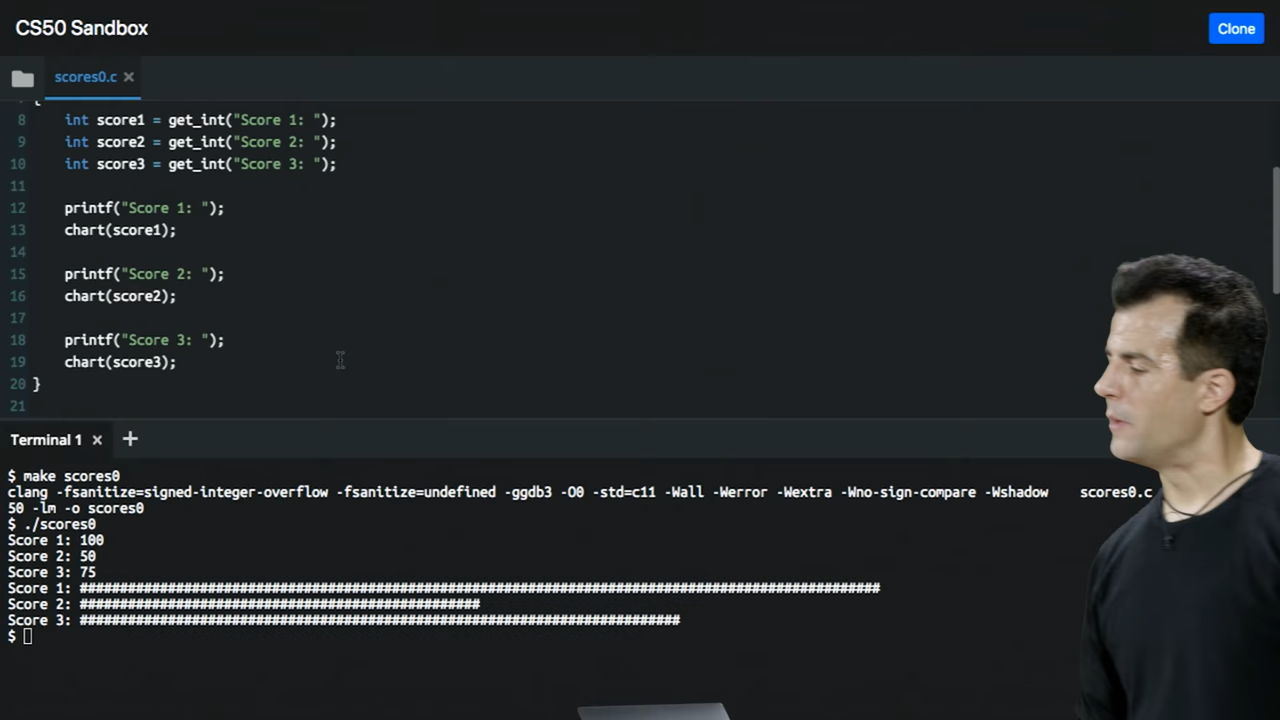 CS50 Sandbox
Clone
scores0.c ×
{
8 int score1 = get_int("Score 1: ");
9 int score2 = get_int("Score 2: ");
10 int score3 = get_int("Score 3: ");
11
12 printf("Score 1: ");
13 chart(score1);
14
15 printf("Score 2: ");
16 chart(score2);
17
18 printf("Score 3: ");
19 chart(score3);
20 }
21
Terminal 1 × +
$ make scores0
clang -fsanitize=signed-integer-overflow -fsanitize=undefined -ggdb3 -O0 -std=c11 -Wall -Werror -Wextra -Wno-sign-compare -Wshadow scores0.c
50 -lm -o scores0
$ ./scores0
Score 1: 100
Score 2: 50
Score 3: 75
Score 1: ####################################################################################################
Score 2: ##################################################
Score 3: ###########################################################################
$